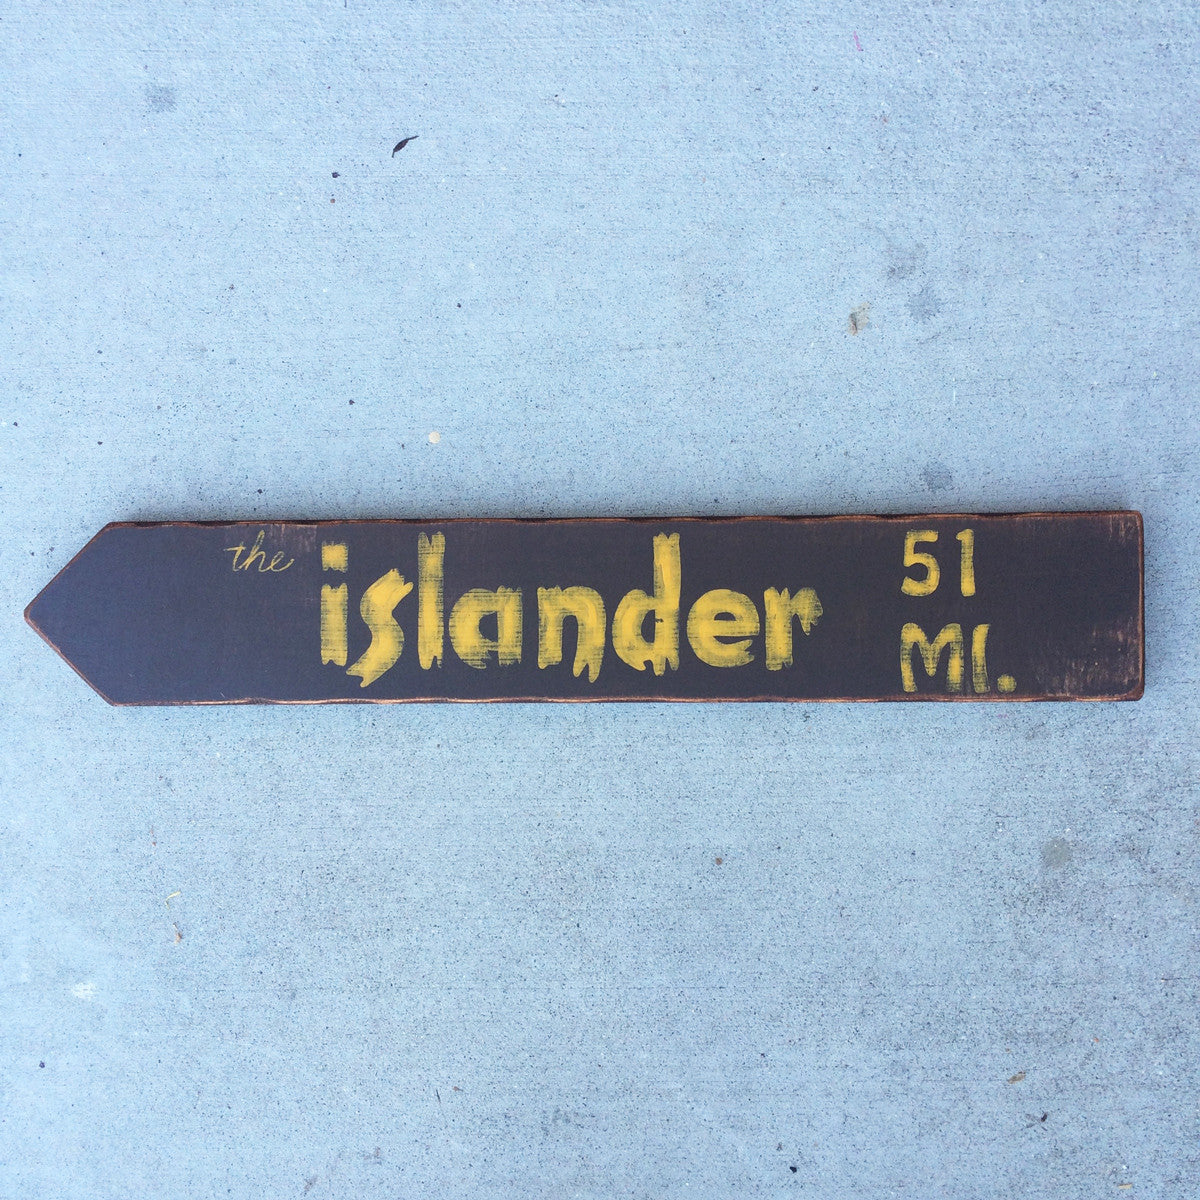 the islander
51
MI.